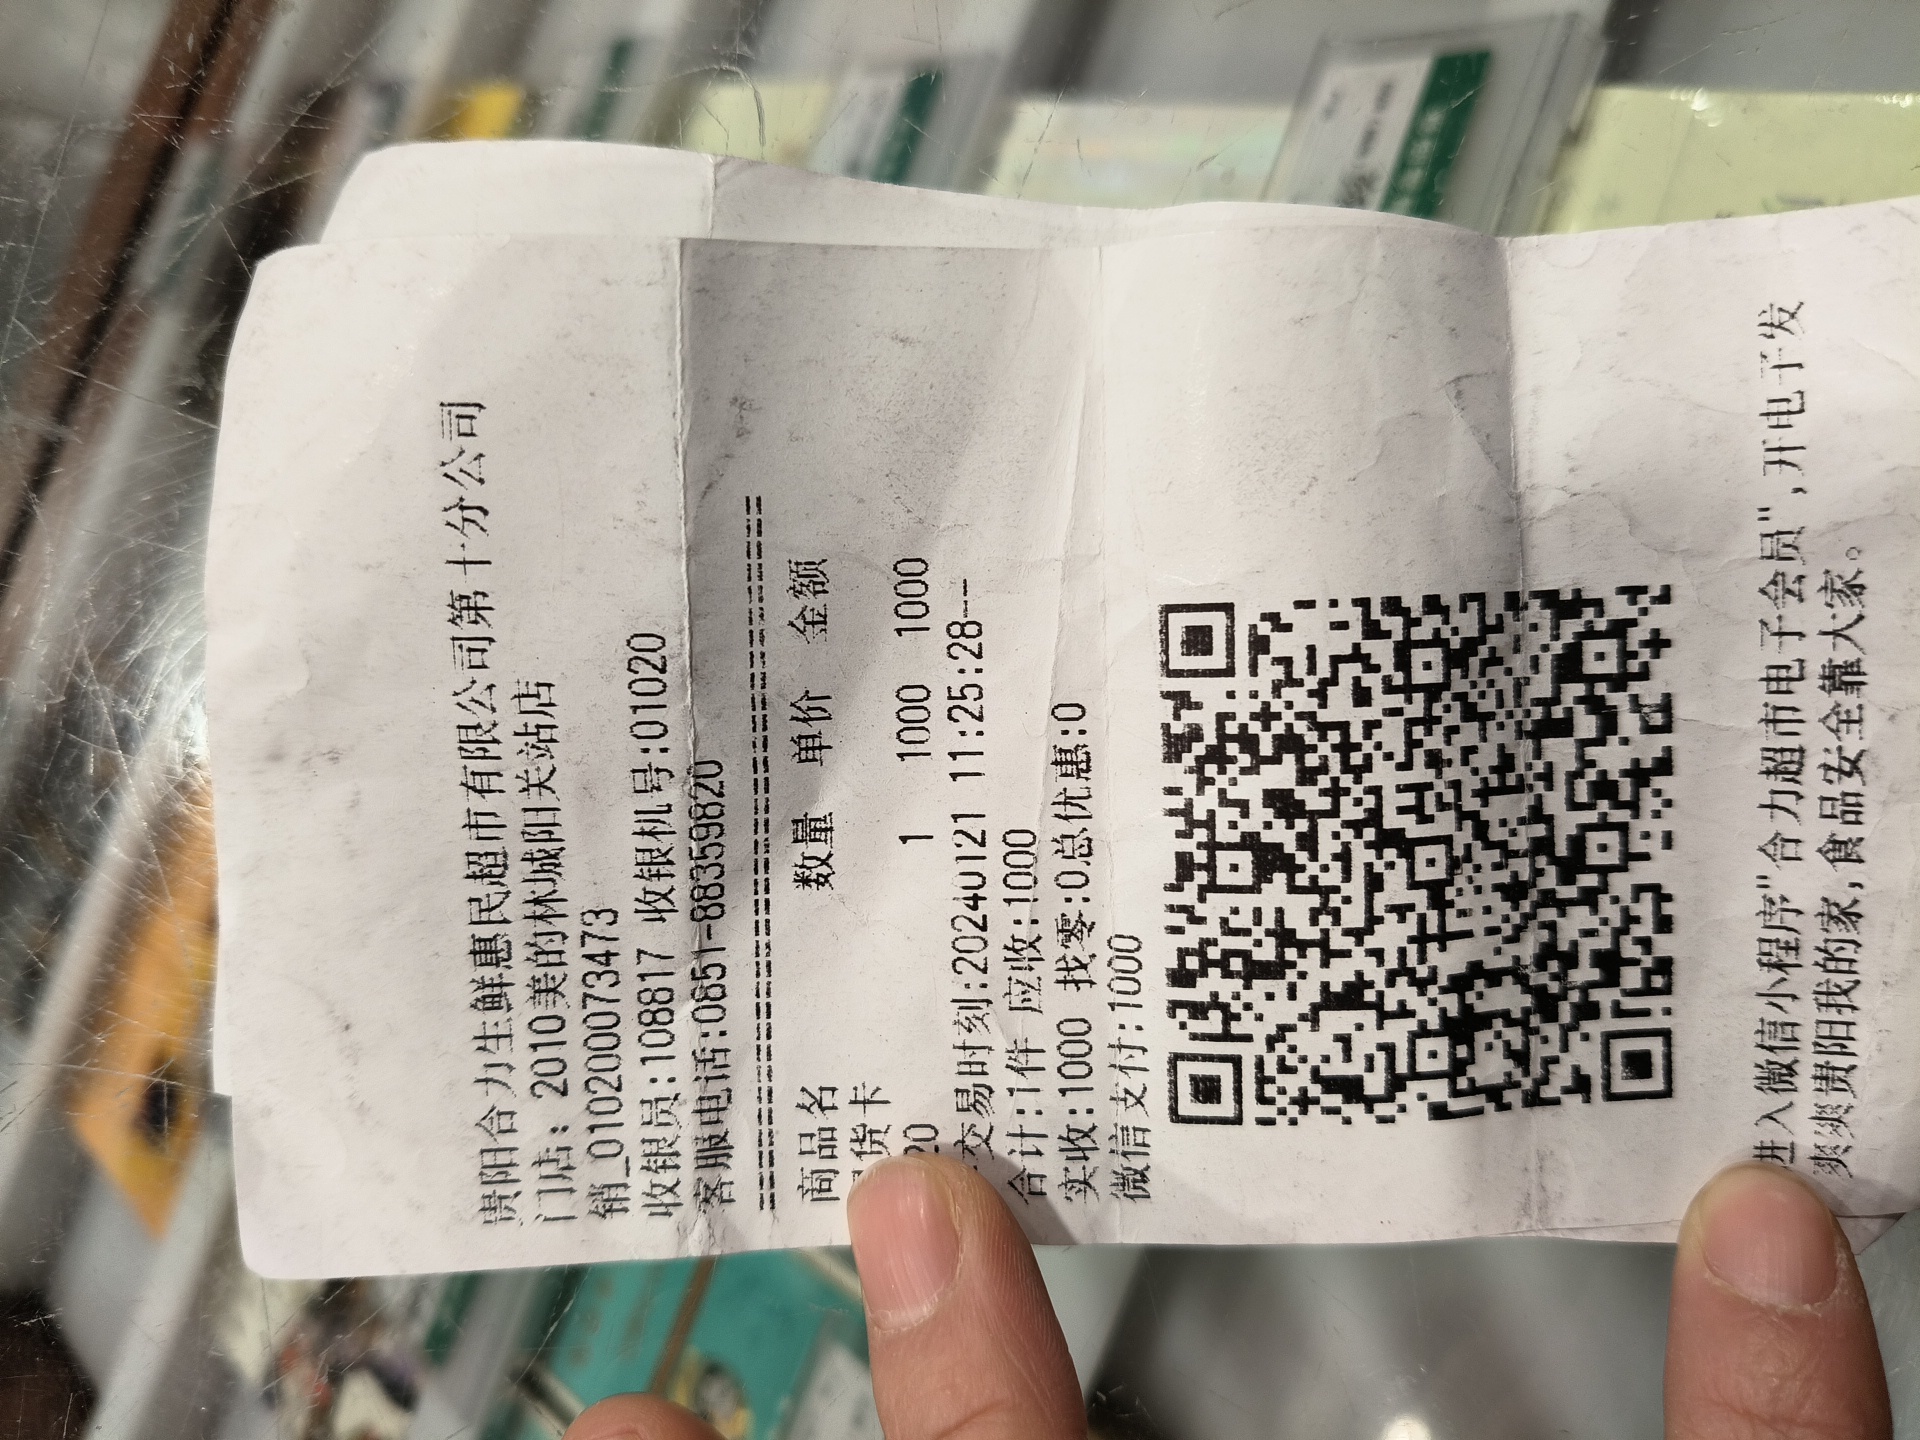 贵阳合力生鲜惠民超市有限公司第十分公司
门店：2010美的林城阳关站店
销_010200073473
收银员:108817 收银机号:01020
客服电话:0851-88359820
商品名 数量 单价 金额
货卡
20 1 1000 1000
交易时刻:20240121 11:25:28--
合计:1件 应收:1000
实收:1000 找零:0总优惠:0
微信支付:1000
进入微信小程序"合力超市电子会员",开电子发
爽爽贵阳我的家,食品安全靠大家。